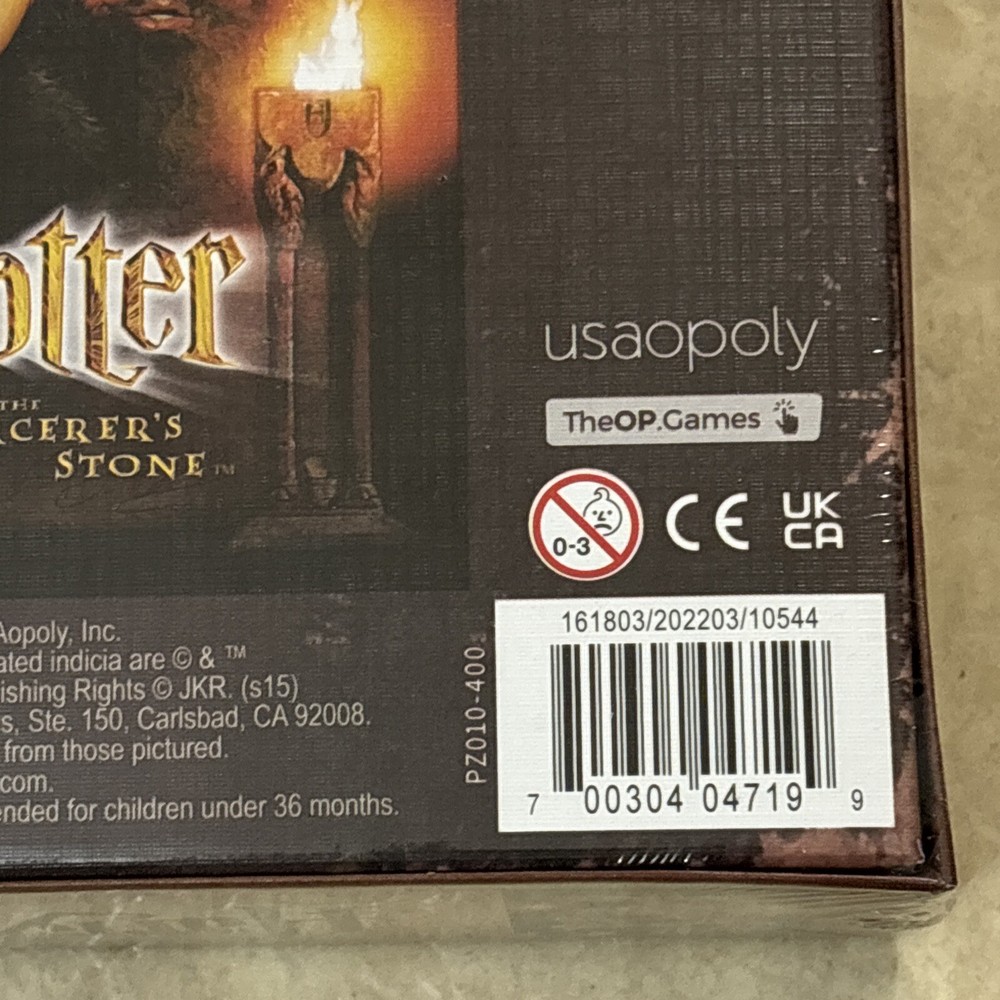 otter
THE
CERER'S
STONE™
usaopoly
TheOP.Games
0-3
CE
UK
CA
Aopoly, Inc.
ated indicia are © & ™
ishing Rights © JKR. (s15)
s, Ste. 150, Carlsbad, CA 92008.
from those pictured.
com.
ended for children under 36 months.
PZ010-400
161803/202203/10544
7 00304 04719 9